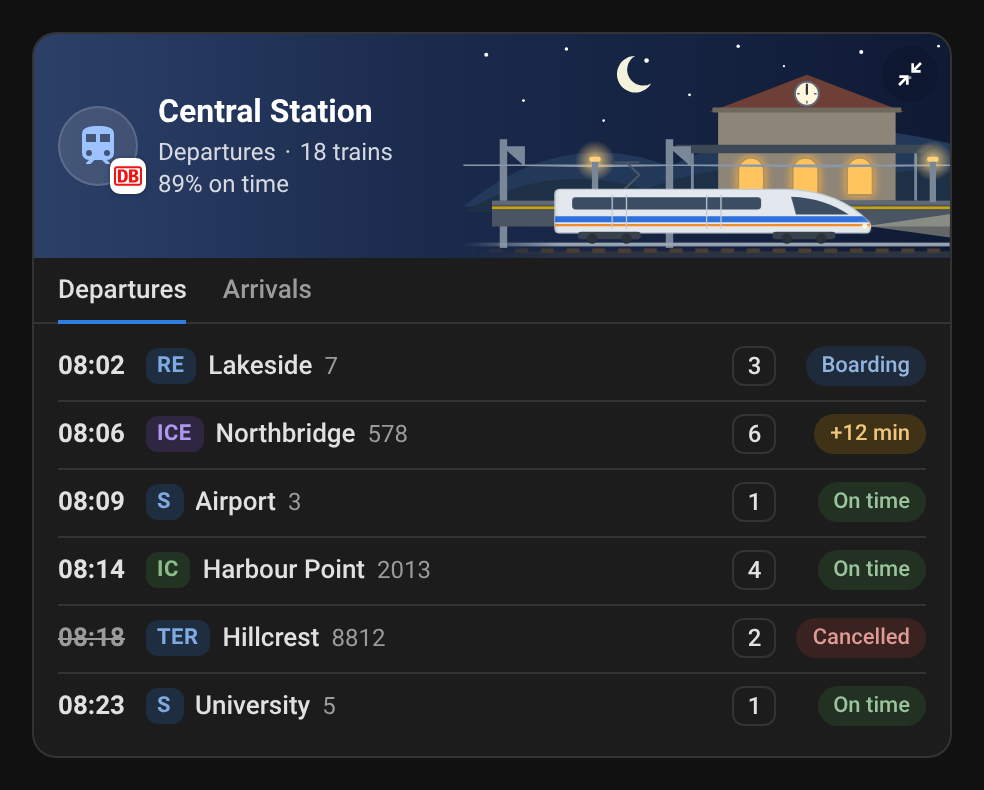 Central Station
Departures · 18 trains
89% on time
DB
Departures Arrivals
08:02 RE Lakeside 7 3 Boarding
08:06 ICE Northbridge 578 6 +12 min
08:09 S Airport 3 1 On time
08:14 IC Harbour Point 2013 4 On time
08:18 TER Hillcrest 8812 2 Cancelled
08:23 S University 5 1 On time